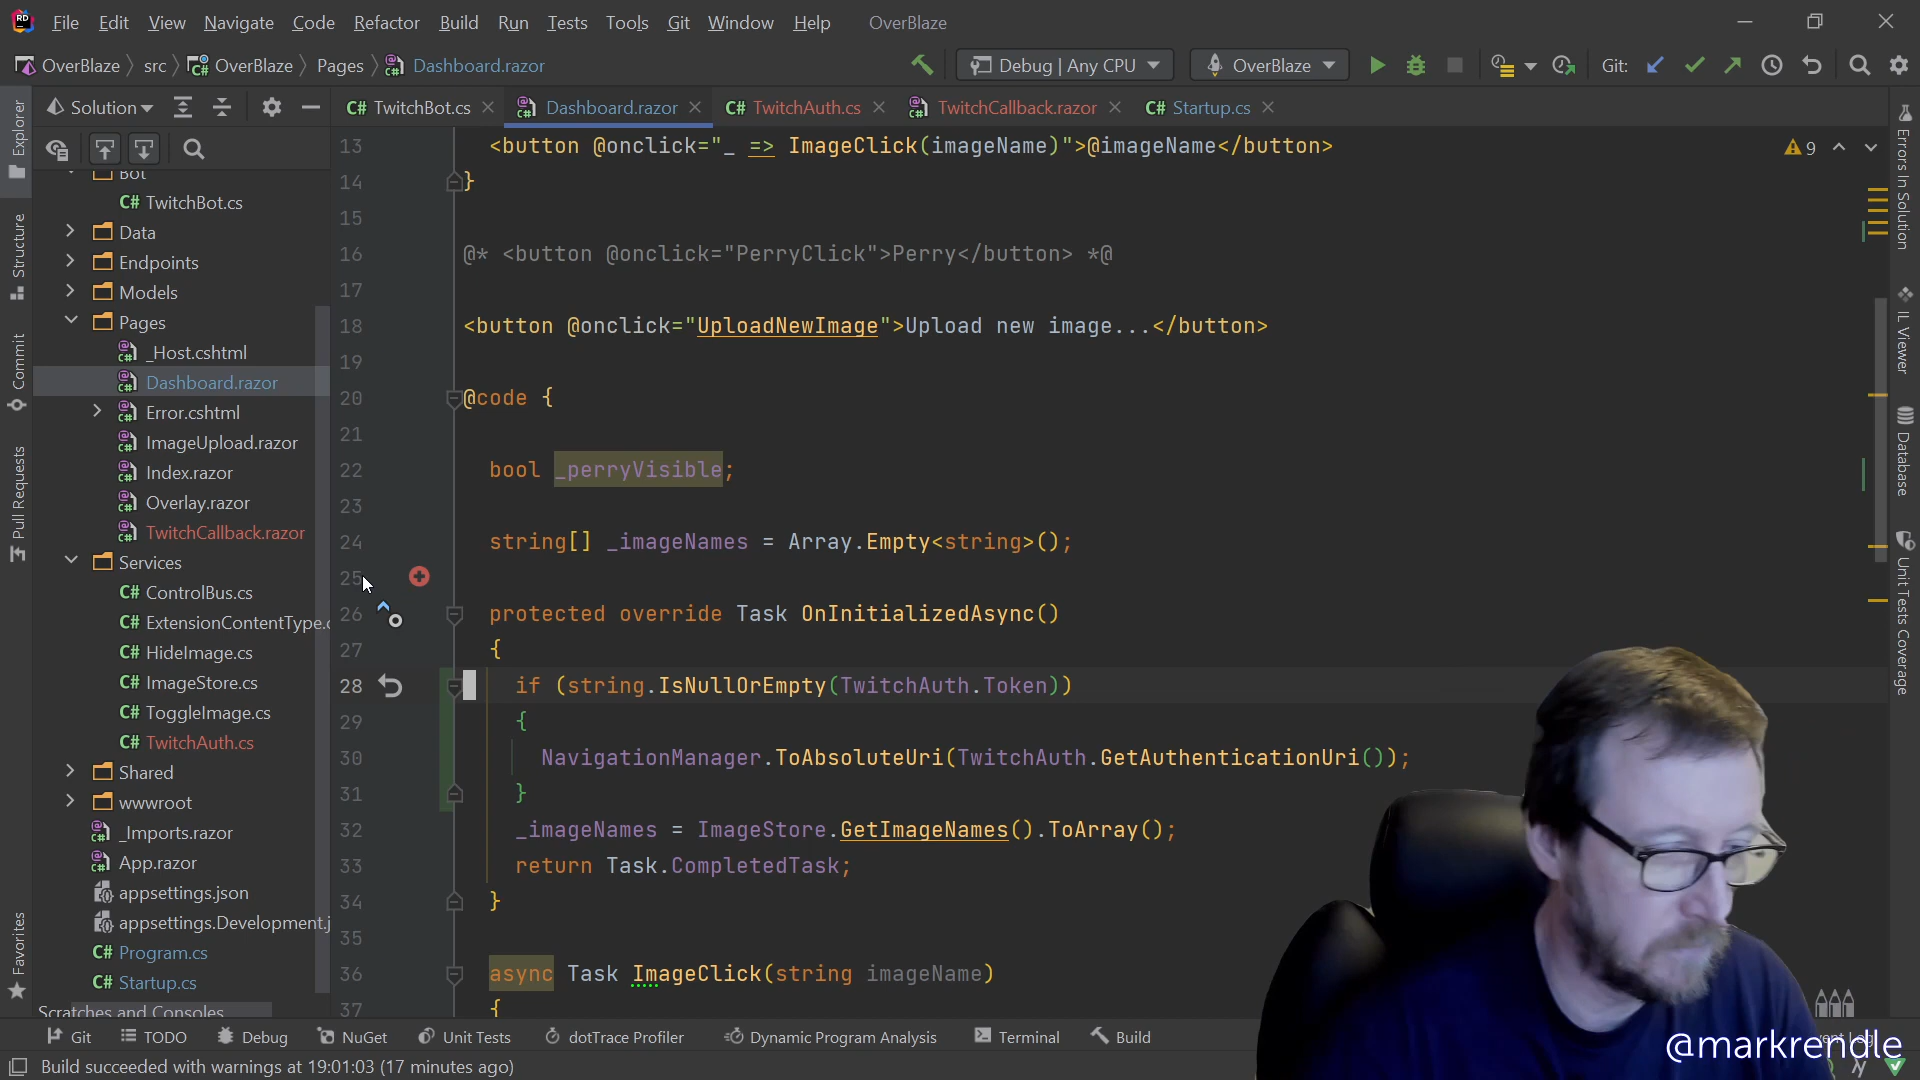 File Edit View Navigate Code Refactor Build Run Tests Tools Git Window Help OverBlaze
OverBlaze src OverBlaze Pages Dashboard.razor Debug | Any CPU OverBlaze Git:
Solution TwitchBot.cs Dashboard.razor TwitchAuth.cs TwitchCallback.razor Startup.cs
Explorer
Structure
Commit
Pull Requests
Favorites
Bot
TwitchBot.cs
Data
Endpoints
Models
Pages
_Host.cshtml
Dashboard.razor
Error.cshtml
ImageUpload.razor
Index.razor
Overlay.razor
TwitchCallback.razor
Services
ControlBus.cs
ExtensionContentType.c
HideImage.cs
ImageStore.cs
ToggleImage.cs
TwitchAuth.cs
Shared
wwwroot
_Imports.razor
App.razor
appsettings.json
appsettings.Development.j
Program.cs
Startup.cs
Scratches and Consoles
13 <button @onclick="_ => ImageClick(imageName)">@imageName</button>
14 }
15
16 @* <button @onclick="PerryClick">Perry</button> *@
17
18 <button @onclick="UploadNewImage">Upload new image...</button>
19
20 @code {
21
22 bool _perryVisible;
23
24 string[] _imageNames = Array.Empty<string>();
25
26 protected override Task OnInitializedAsync()
27 {
28 if (string.IsNullOrEmpty(TwitchAuth.Token))
29 {
30 NavigationManager.ToAbsoluteUri(TwitchAuth.GetAuthenticationUri());
31 }
32 _imageNames = ImageStore.GetImageNames().ToArray();
33 return Task.CompletedTask;
34 }
35
36 async Task ImageClick(string imageName)
37 {
9
Errors In Solution
IL Viewer
Database
Unit Tests Coverage
Git TODO Debug NuGet Unit Tests dotTrace Profiler Dynamic Program Analysis Terminal Build
@markrendle
Build succeeded with warnings at 19:01:03 (17 minutes ago)